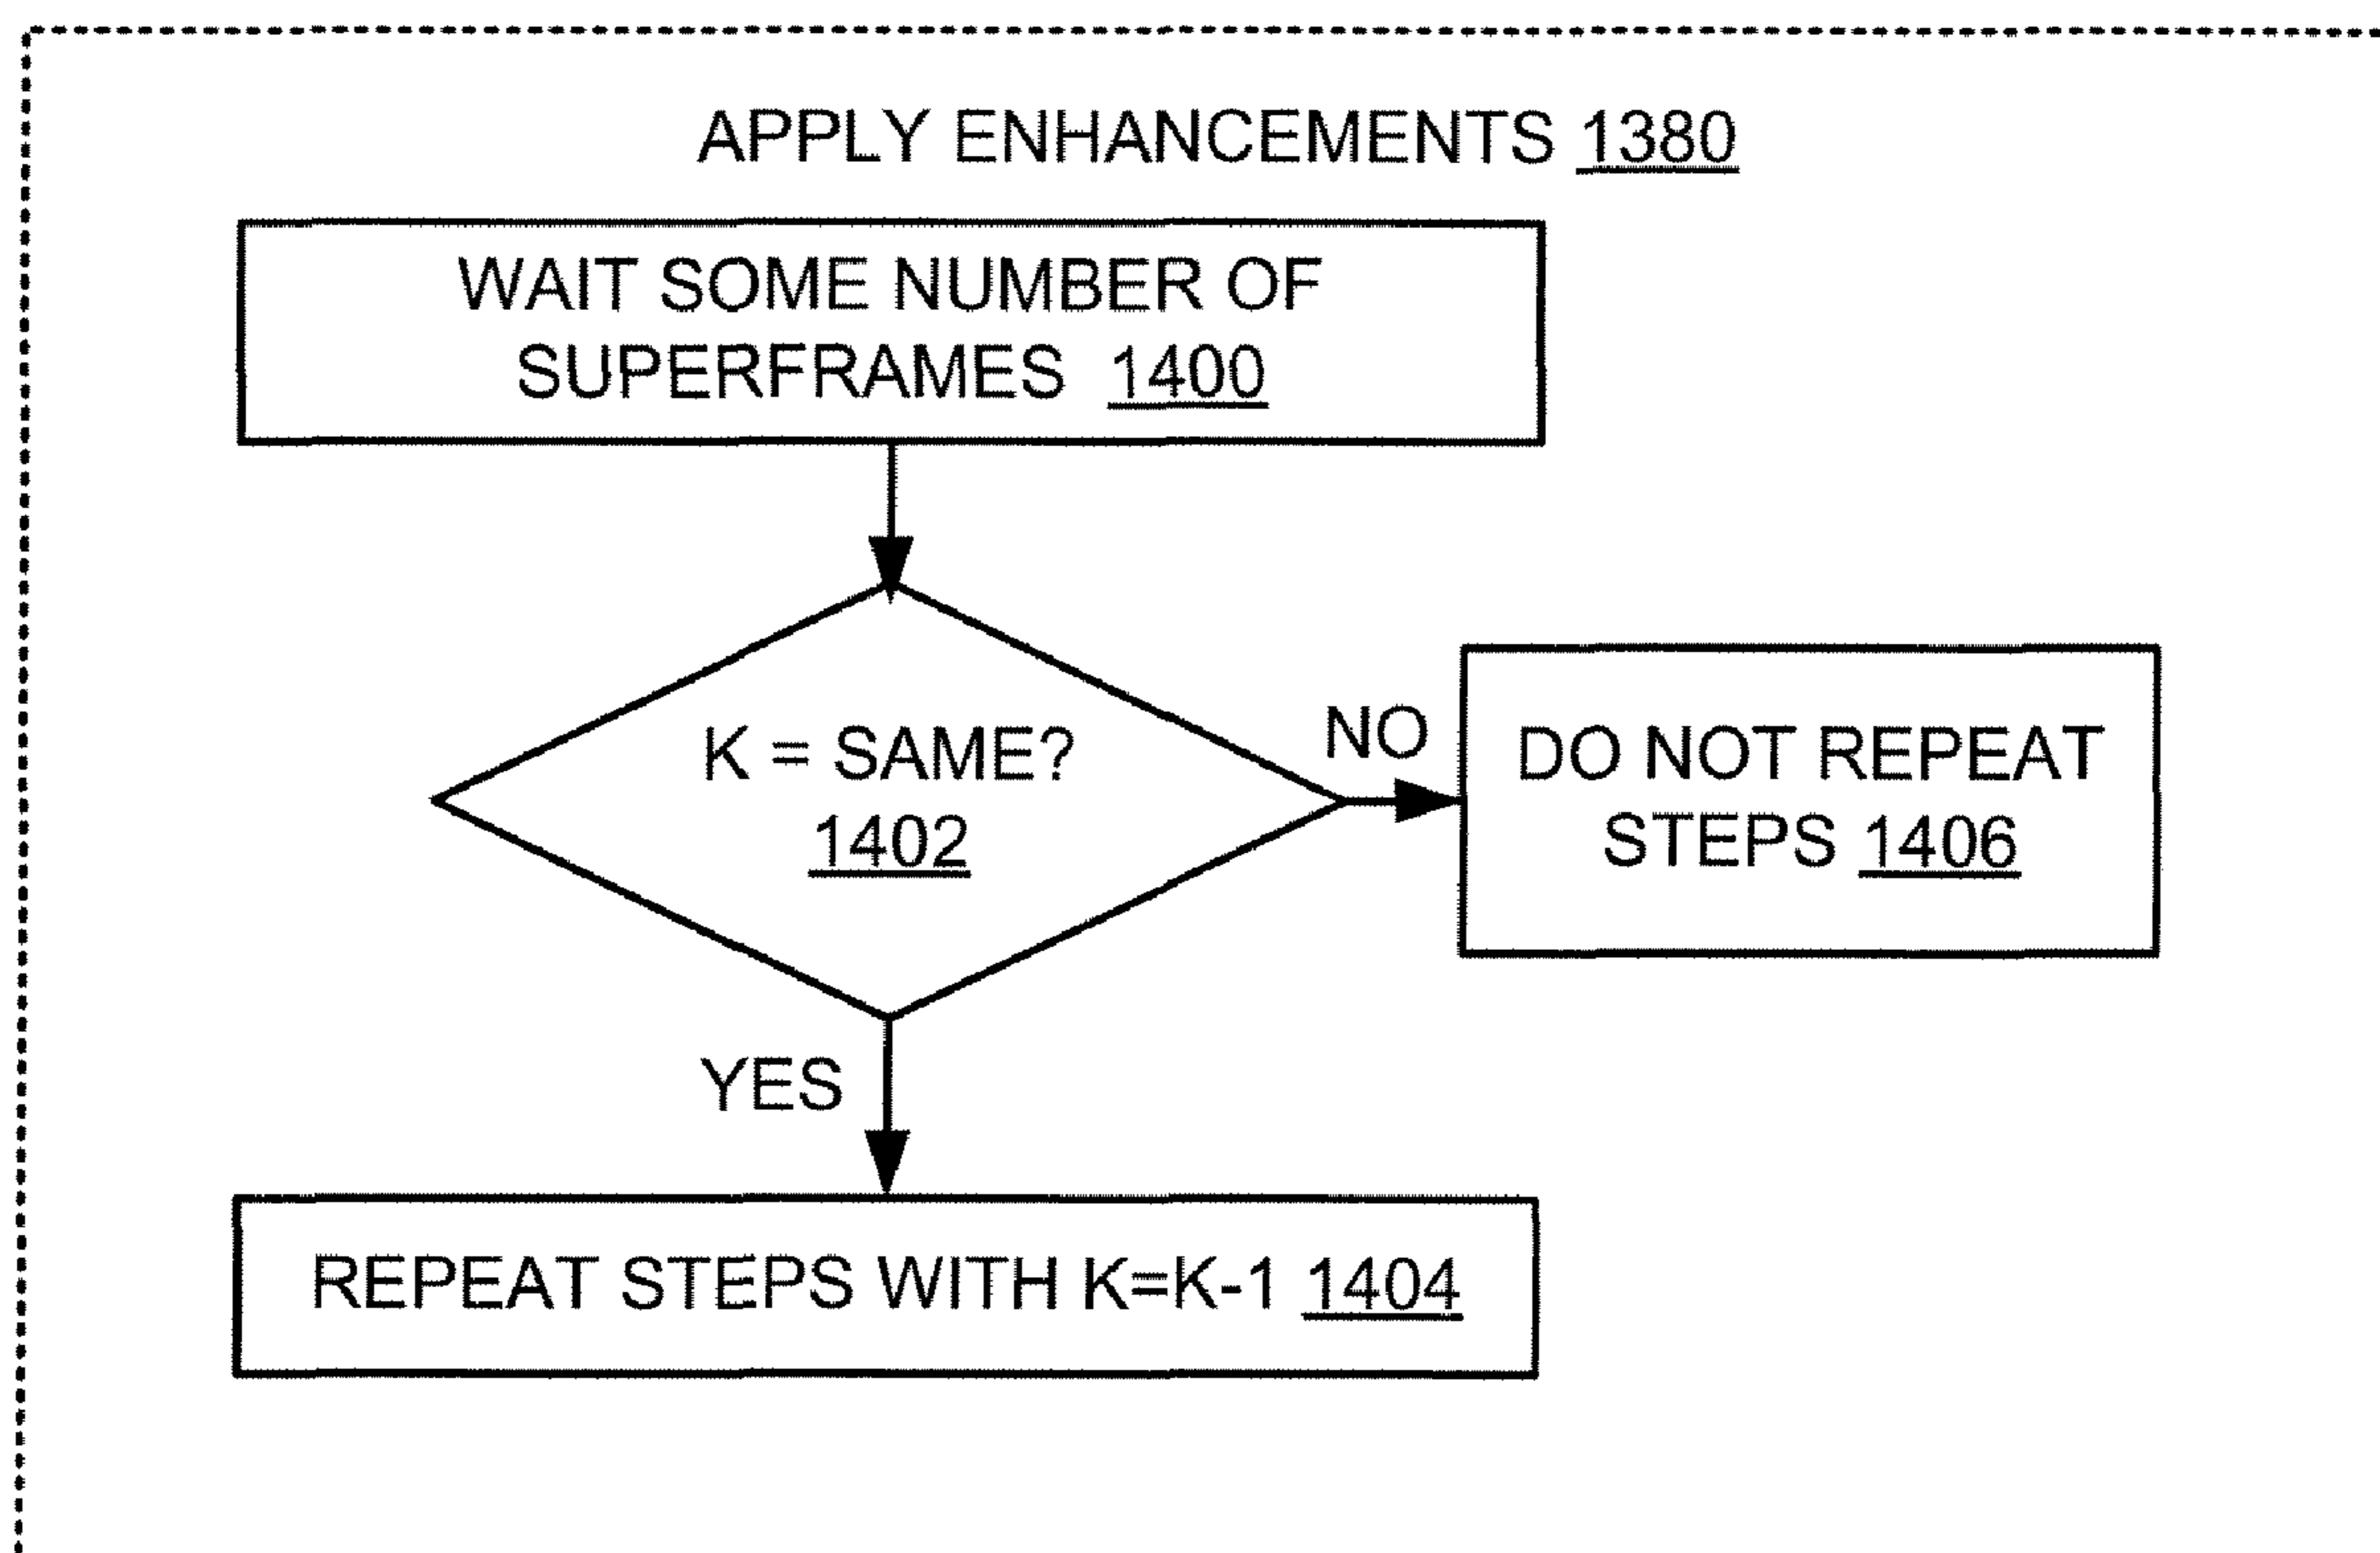 APPLY ENHANCEMENTS 1380
WAIT SOME NUMBER OF
SUPERFRAMES 1400
K = SAME?
1402
NO
DO NOT REPEAT
STEPS 1406
YES
REPEAT STEPS WITH K=K-1 1404